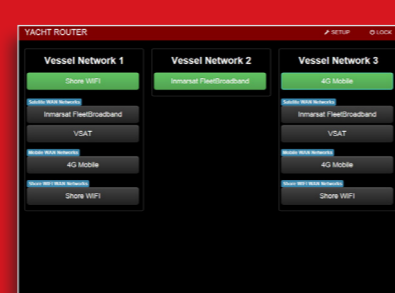 YACHT ROUTER
SETUP
LOCK
Vessel Network 1
Shore WIFI
Satellite WAN Networks
Inmarsat FleetBroadband
VSAT
Mobile WAN Networks
4G Mobile
Shore WIFI WAN Networks
Shore WIFI
Vessel Network 2
Inmarsat FleetBroadband
Vessel Network 3
4G Mobile
Satellite WAN Networks
Inmarsat FleetBroadband
VSAT
Mobile WAN Networks
4G Mobile
Shore WIFI WAN Networks
Shore WIFI